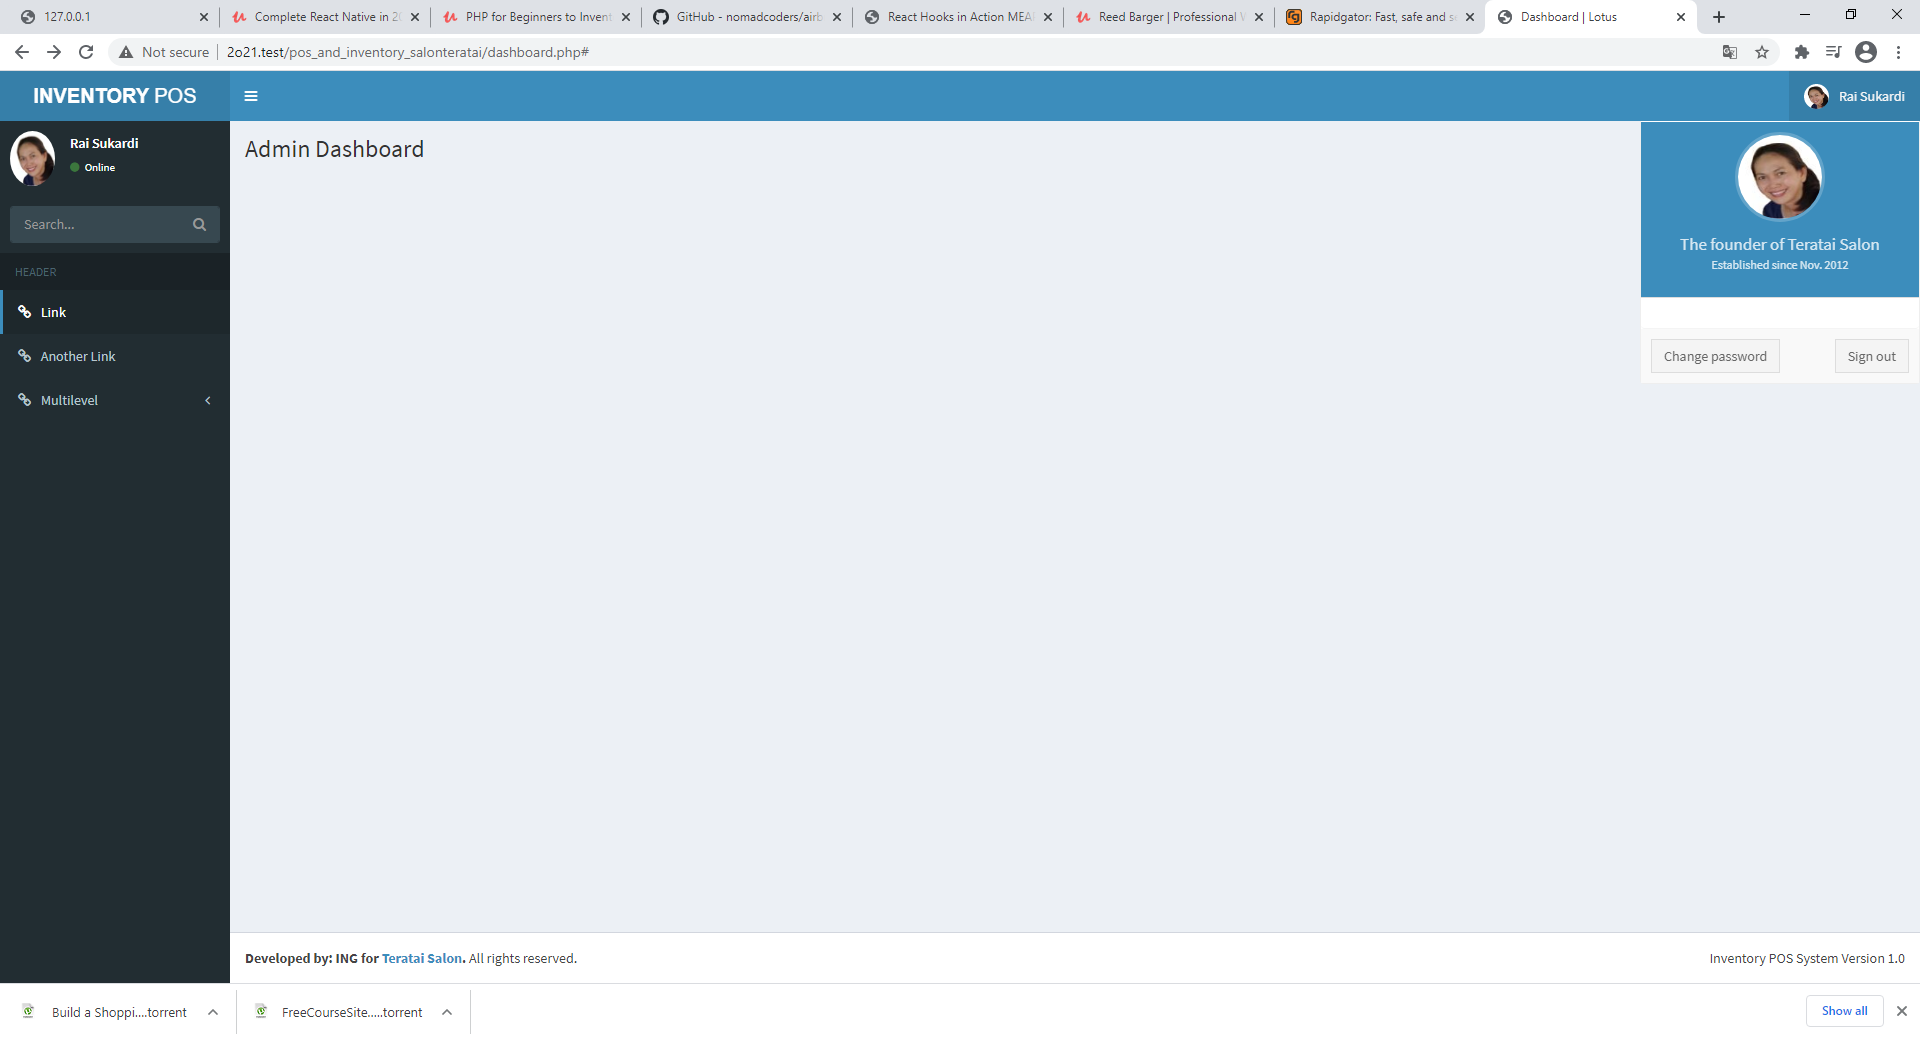 127.0.0.1
Complete React Native in 20
PHP for Beginners to Invent
GitHub - nomadcoders/airb
React Hooks in Action MEA
Reed Barger | Professional
Rapidgator: Fast, safe and s
Dashboard | Lotus
Not secure
2o21.test/pos_and_inventory_salonteratai/dashboard.php#
INVENTORY POS
Rai Sukardi
Rai Sukardi
Online
Admin Dashboard
Search...
The founder of Teratai Salon
Established since Nov. 2012
HEADER
Link
Another Link
Change password
Sign out
Multilevel
Developed by: ING for Teratai Salon. All rights reserved.
Inventory POS System Version 1.0
Build a Shoppi....torrent
FreeCourseSite.....torrent
Show all